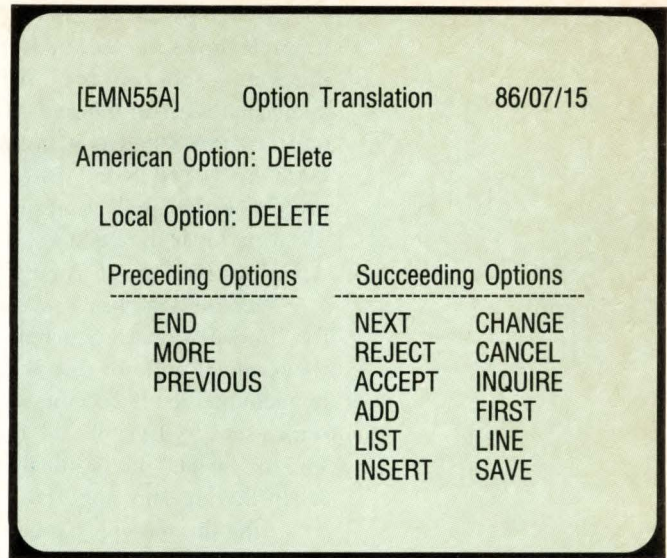 [EMN55A] Option Translation 86/07/15
American Option: DElete
Local Option: DELETE
Preceding Options Succeeding Options
END NEXT CHANGE
MORE REJECT CANCEL
PREVIOUS ACCEPT INQUIRE
ADD FIRST
LIST LINE
INSERT SAVE